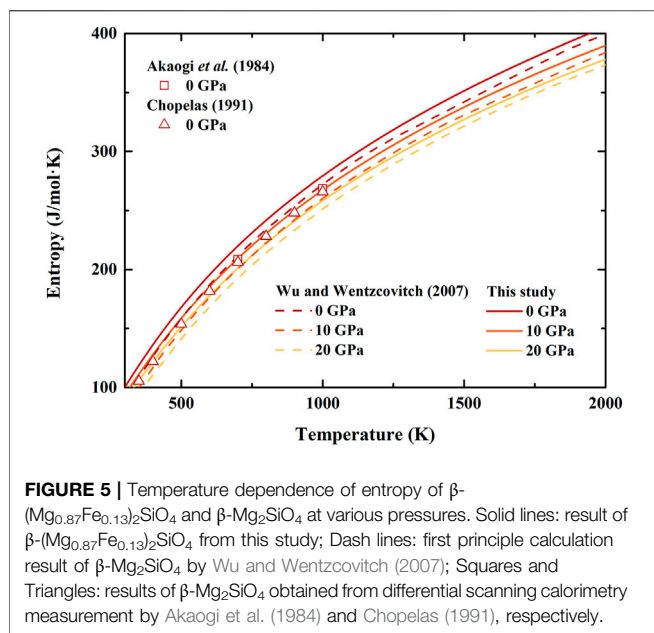 400
300
200
100
Entropy (J/mol·K)
Akaogi et al. (1984)
0 GPa
Chopelas (1991)
0 GPa
Wu and Wentzcovitch (2007)
0 GPa
10 GPa
20 GPa
This study
0 GPa
10 GPa
20 GPa
500 1000 1500 2000
Temperature (K)
FIGURE 5 | Temperature dependence of entropy of β-
(Mg0.87Fe0.13)2SiO4 and β-Mg2SiO4 at various pressures. Solid lines: result of
β-(Mg0.87Fe0.13)2SiO4 from this study; Dash lines: first principle calculation
result of β-Mg2SiO4 by Wu and Wentzcovitch (2007); Squares and
Triangles: results of β-Mg2SiO4 obtained from differential scanning calorimetry
measurement by Akaogi et al. (1984) and Chopelas (1991), respectively.